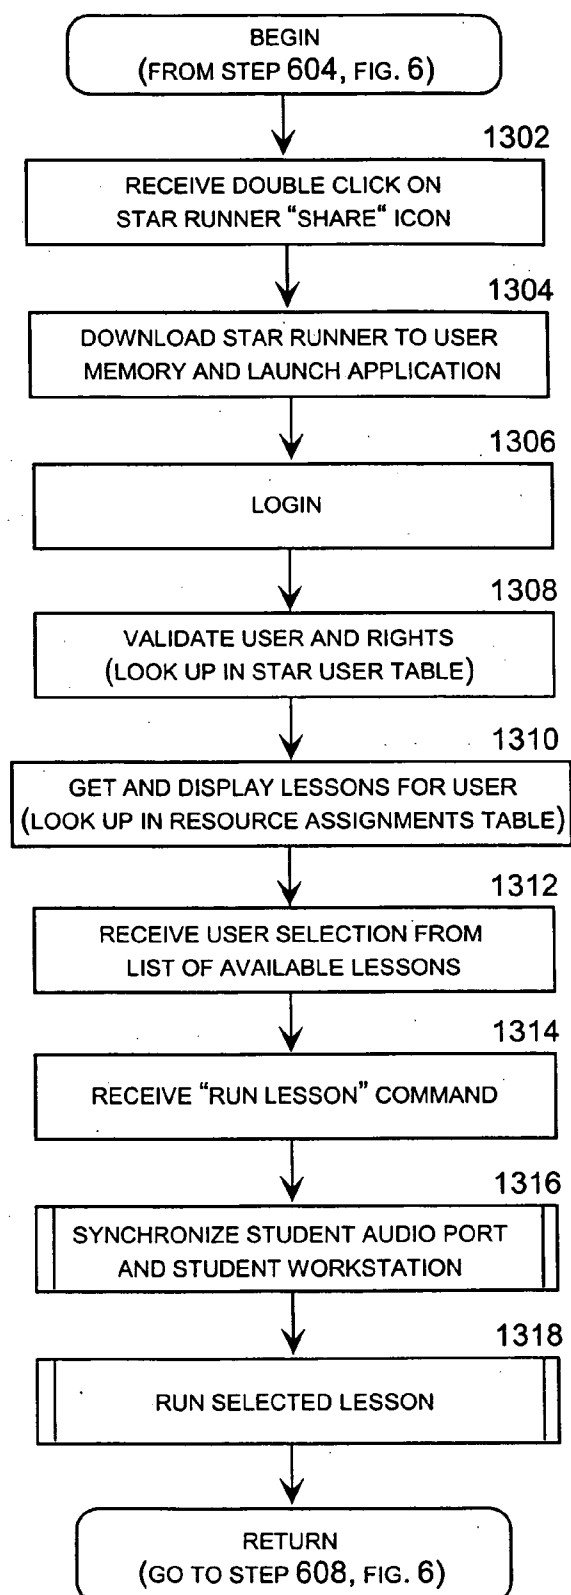 BEGIN
(FROM STEP 604, FIG. 6)
1302
RECEIVE DOUBLE CLICK ON
STAR RUNNER “SHARE“ ICON
1304
DOWNLOAD STAR RUNNER TO USER
MEMORY AND LAUNCH APPLICATION
1306
LOGIN
1308
VALIDATE USER AND RIGHTS
(LOOK UP IN STAR USER TABLE)
1310
GET AND DISPLAY LESSONS FOR USER
(LOOK UP IN RESOURCE ASSIGNMENTS TABLE)
1312
RECEIVE USER SELECTION FROM
LIST OF AVAILABLE LESSONS
1314
RECEIVE “RUN LESSON” COMMAND
1316
SYNCHRONIZE STUDENT AUDIO PORT
AND STUDENT WORKSTATION
1318
RUN SELECTED LESSON
RETURN
(GO TO STEP 608, FIG. 6)